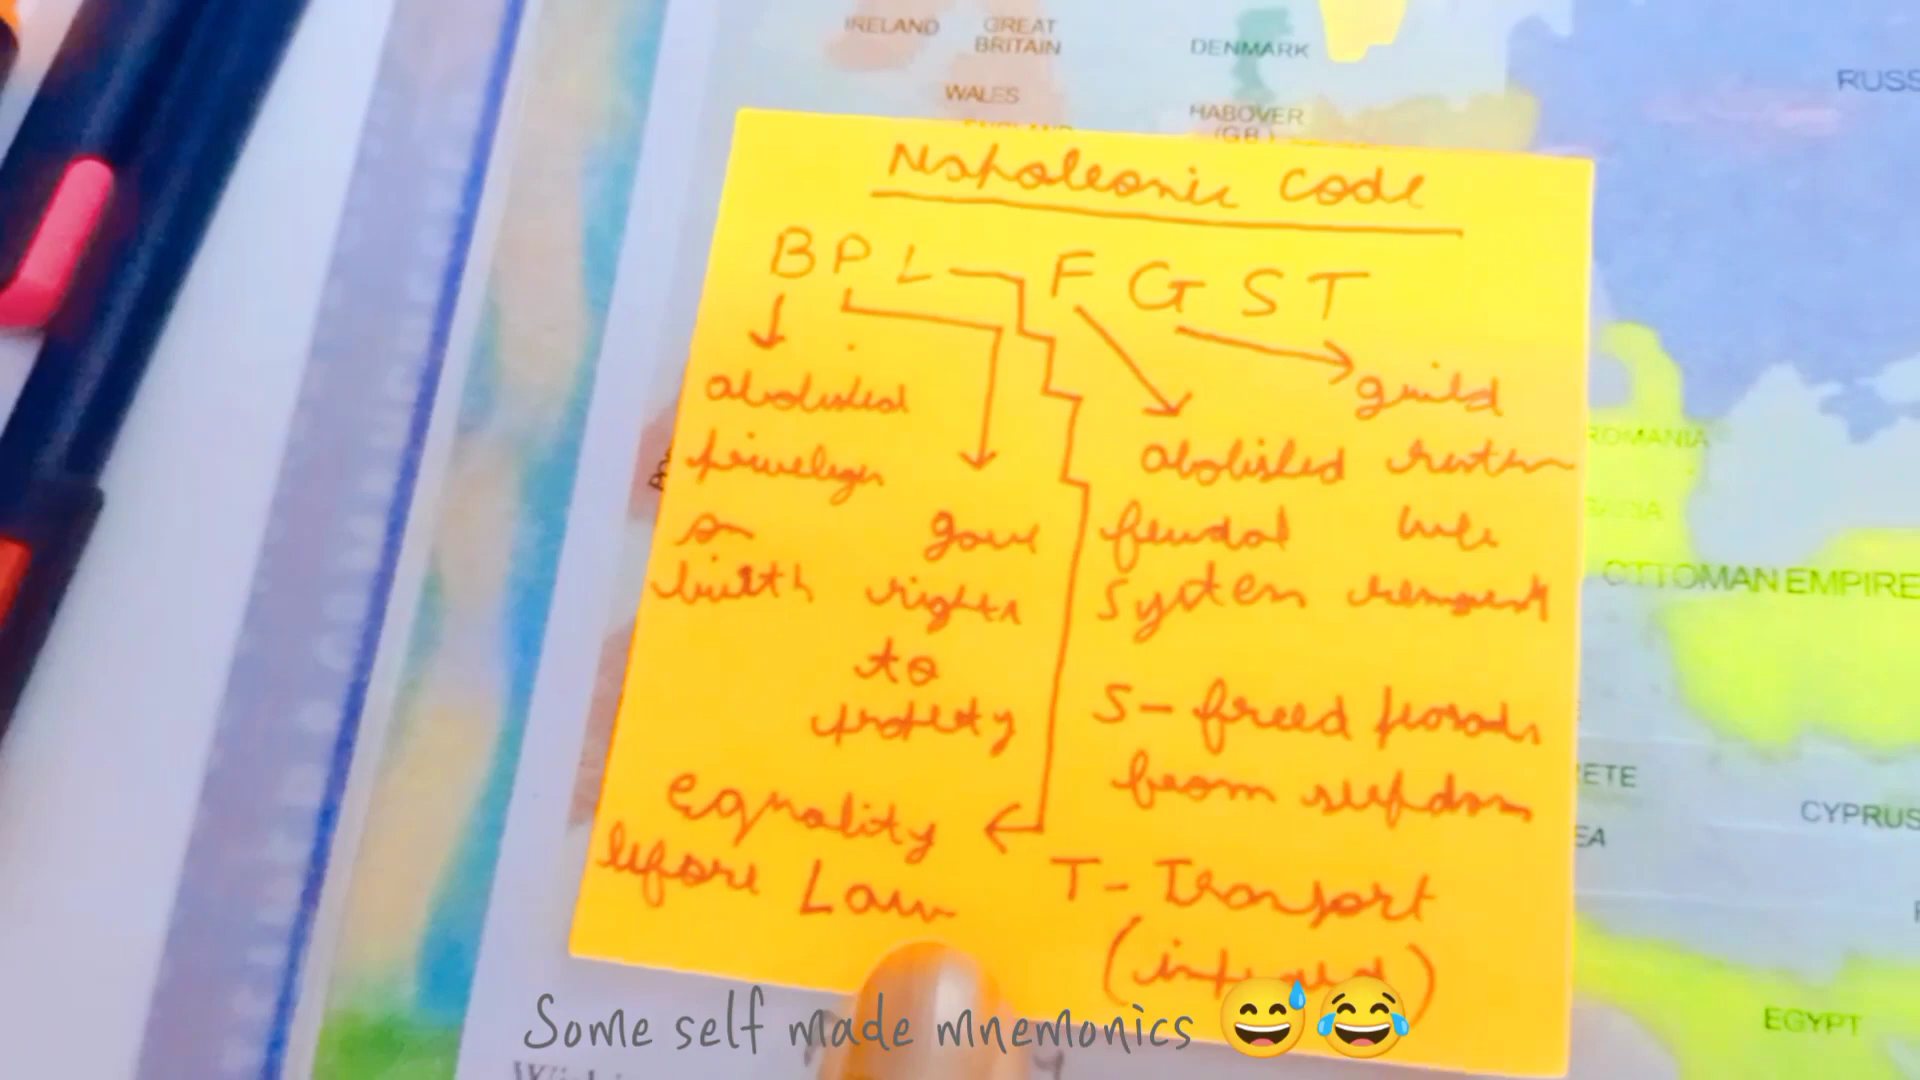 IRELAND
GREAT
BRITAIN
DENMARK
RUSS
WALES
HABOVER
(G.B.)
ENGLAND
Napoleonic Code
B P L F G S T
abolished
privileges
on
birth
gave
rights
to
property
Equality
before Law
abolished
feudal
System
guild
were
S- freed peasants
from serfdom
T- Transport
ROMANIA
OTTOMAN EMPIRE
CYPRUS
EGYPT
Some self made mnemonics 😅😂